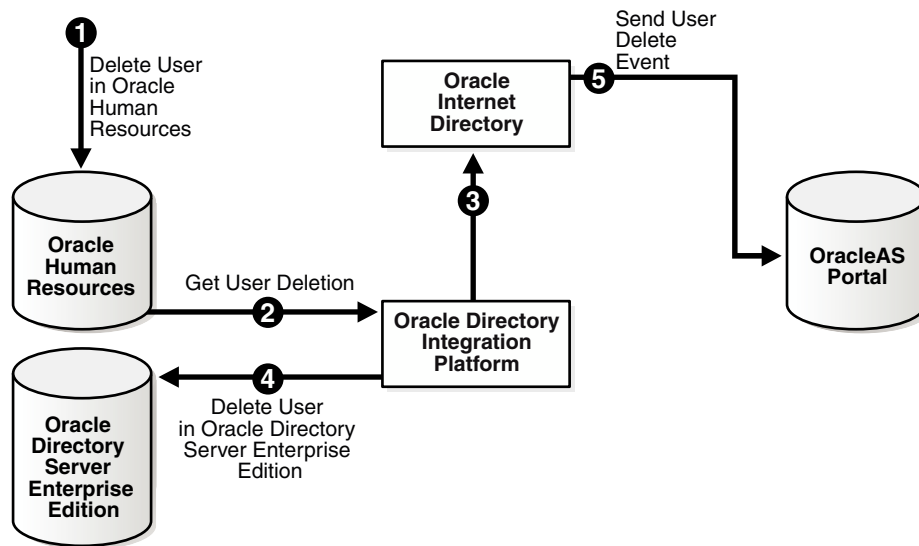 1
Delete User
in Oracle
Human
Resources
Oracle
Human
Resources
Get User Deletion
2
Oracle Directory
Integration
Platform
3
Oracle
Internet
Directory
Send User
Delete
Event
5
OracleAS
Portal
4
Delete User
in Oracle Directory
Server Enterprise
Edition
Oracle
Directory
Server
Enterprise
Edition